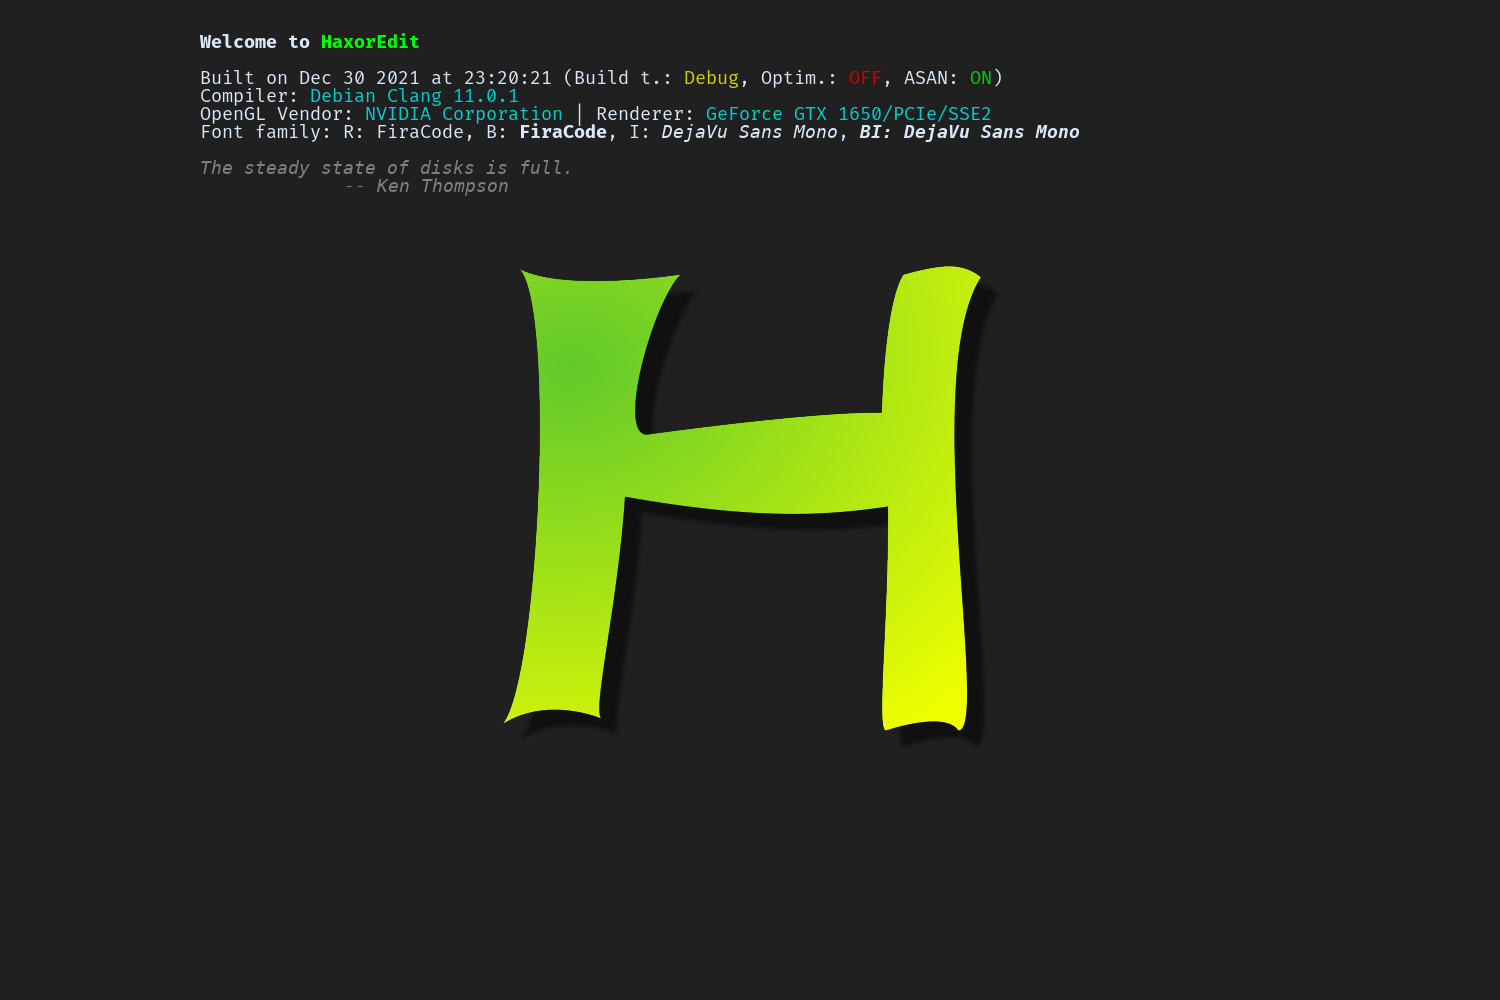 Welcome to HaxorEdit
Built on Dec 30 2021 at 23:20:21 (Build t.: Debug, Optim.: OFF, ASAN: ON)
Compiler: Debian Clang 11.0.1
OpenGL Vendor: NVIDIA Corporation | Renderer: GeForce GTX 1650/PCIe/SSE2
Font family: R: FiraCode, B: FiraCode, I: DejaVu Sans Mono, BI: DejaVu Sans Mono
The steady state of disks is full.
-- Ken Thompson
H